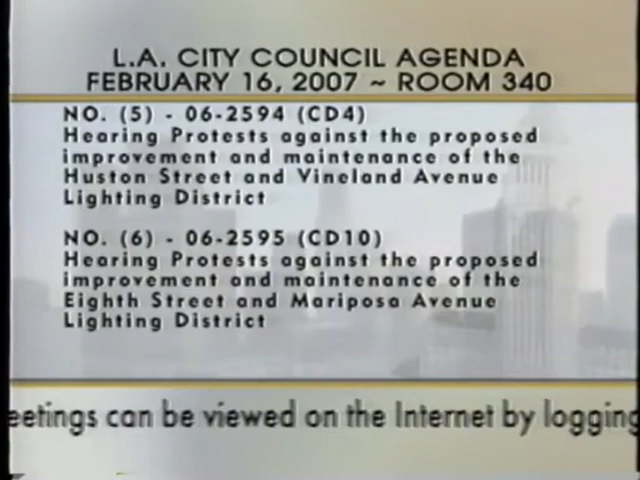 L.A. CITY COUNCIL AGENDA
FEBRUARY 16, 2007 ~ ROOM 340
NO. (5) - 06-2594 (CD4)
Hearing Protests against the proposed
improvement and maintenance of the
Huston Street and Vineland Avenue
Lighting District
NO. (6) - 06-2595 (CD10)
Hearing Protests against the proposed
improvement and maintenance of the
Eighth Street and Mariposa Avenue
Lighting District
eetings can be viewed on the Internet by logging